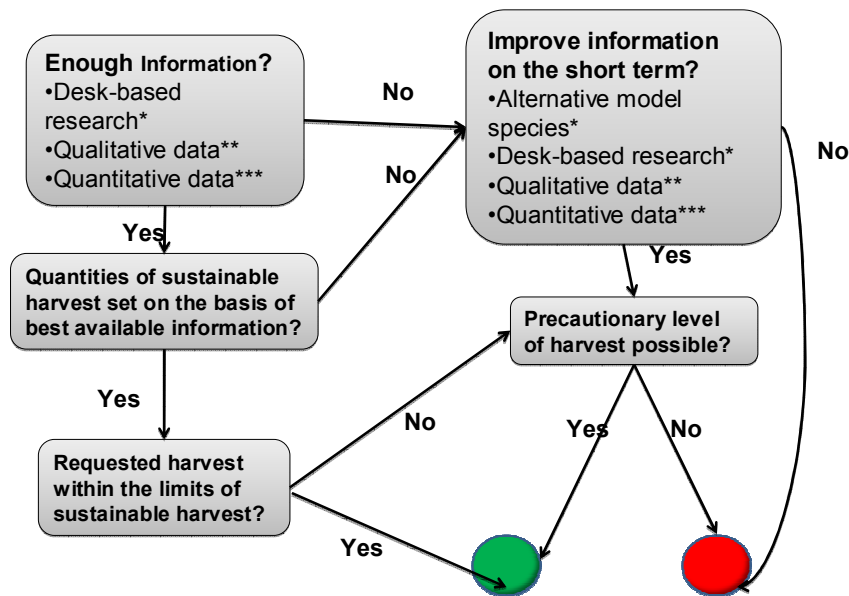 Enough Information?
•Desk-based
research*
•Qualitative data**
•Quantitative data***
No
Improve information
on the short term?
•Alternative model
species*
•Desk-based research*
•Qualitative data**
•Quantitative data***
No
No
Yes
Yes
Quantities of sustainable
harvest set on the basis of
best available information?
Precautionary level
of harvest possible?
Yes
No
Yes
No
Requested harvest
within the limits of
sustainable harvest?
Yes